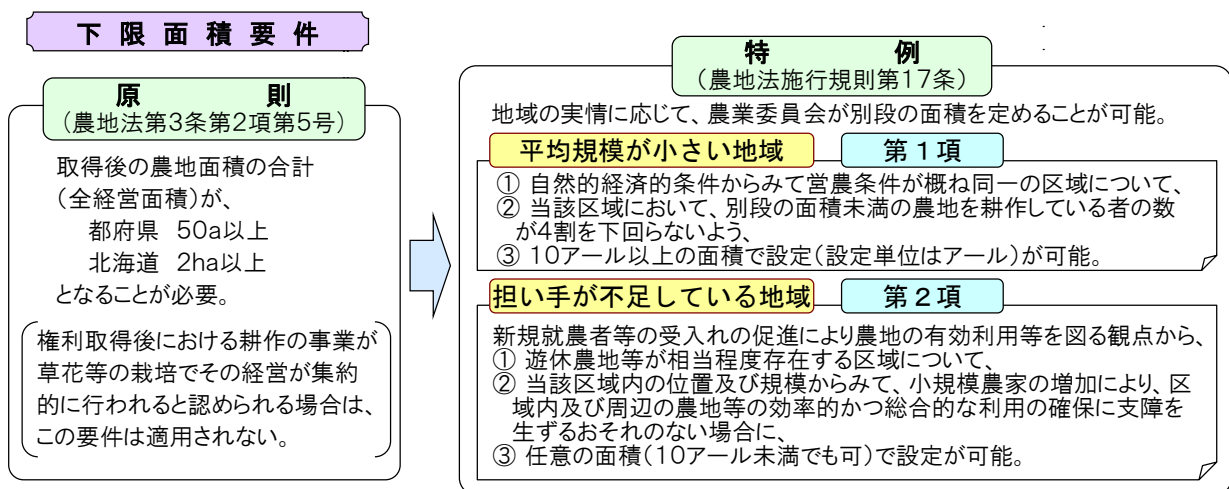 下限面積要件
原則
(農地法第3条第2項第5号)
取得後の農地面積の合計
(全経営面積)が、
都府県 50a以上
北海道 2ha以上
となることが必要。
権利取得後における耕作の事業が
草花等の栽培でその経営が集約
的に行われると認められる場合は、
この要件は適用されない。
特例
(農地法施行規則第17条)
地域の実情に応じて、農業委員会が別段の面積を定めることが可能。
平均規模が小さい地域 第1項
① 自然的経済的条件からみて営農条件が概ね同一の区域について、
② 当該区域において、別段の面積未満の農地を耕作している者の数
が4割を下回らないよう、
③ 10アール以上の面積で設定(設定単位はアール)が可能。
担い手が不足している地域 第2項
新規就農者等の受入れの促進により農地の有効利用等を図る観点から、
① 遊休農地等が相当程度存在する区域について、
② 当該区域内の位置及び規模からみて、小規模農家の増加により、区
域内及び周辺の農地等の効率的かつ総合的な利用の確保に支障を
生ずるおそれのない場合に、
③ 任意の面積(10アール未満でも可)で設定が可能。